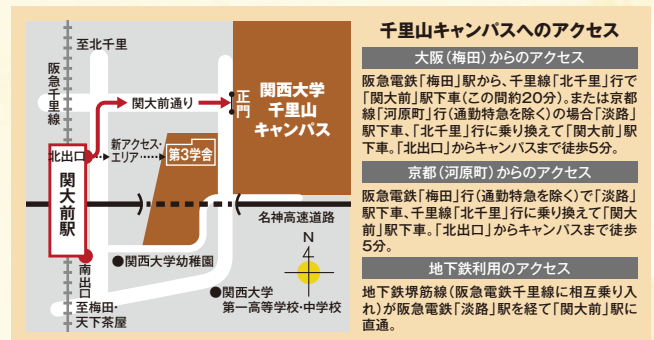 至北千里
阪急千里線
関大前通り
正門
関西大学
千里山
キャンパス
新アクセス・
エリア
第3学舎
北出口
関大前駅
名神高速道路
N
南出口
●関西大学幼稚園
●関西大学
第一高等学校・中学校
至梅田・
天下茶屋
千里山キャンパスへのアクセス
大阪(梅田)からのアクセス
阪急電鉄「梅田」駅から、千里線「北千里」行で
「関大前」駅下車(この間約20分)。または京都
線「河原町」行(通勤特急を除く)の場合「淡路」
駅下車、「北千里」行に乗り換えて「関大前」駅
下車。「北出口」からキャンパスまで徒歩5分。
京都(河原町)からのアクセス
阪急電鉄「梅田」行(通勤特急を除く)で「淡路」
駅下車、千里線「北千里」行に乗り換えて「関大
前」駅下車。「北出口」からキャンパスまで徒歩
5分。
地下鉄利用のアクセス
地下鉄堺筋線(阪急電鉄千里線に相互乗り入
れ)が阪急電鉄「淡路」駅を経て「関大前」駅に
直通。